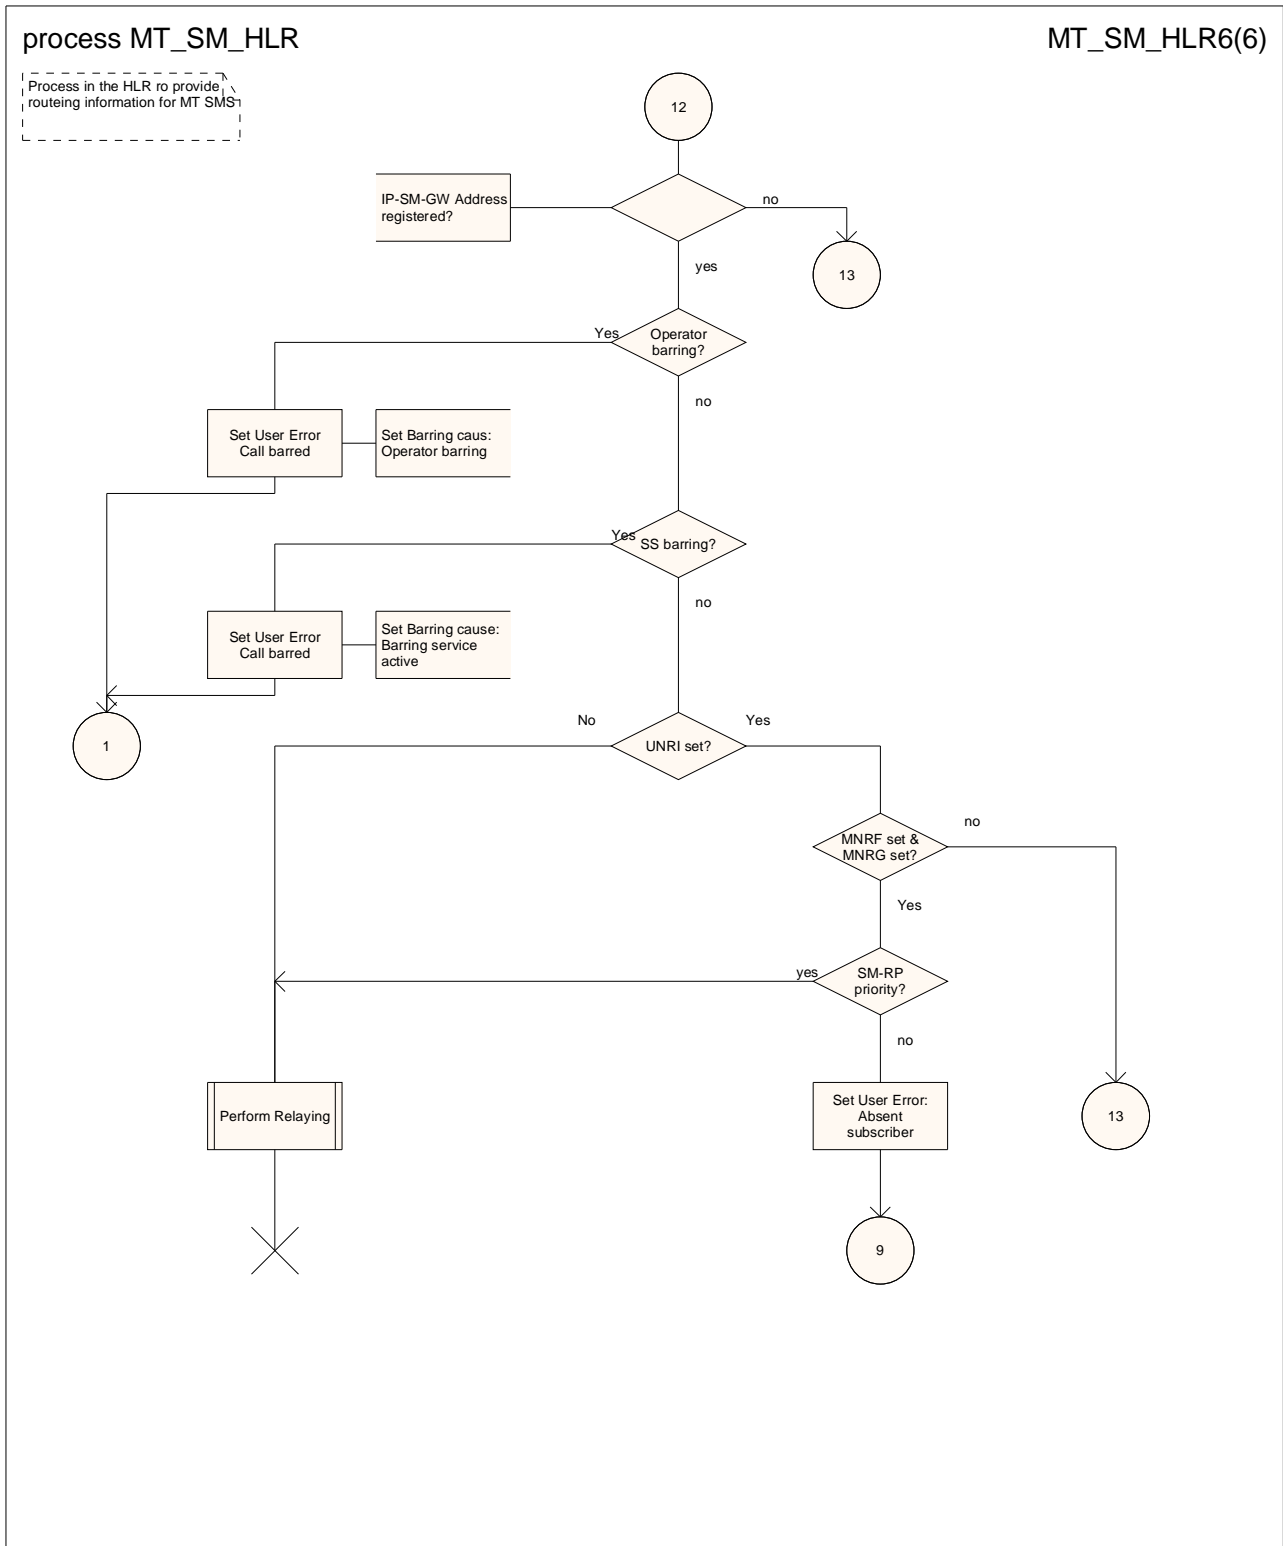 process MT_SM_HLR
MT_SM_HLR6(6)
Process in the HLR ro provide
routeing information for MT SMS
12
IP-SM-GW Address
registered?
no
13
yes
Yes
Operator
barring?
no
Set User Error
Call barred
Set Barring caus:
Operator barring
Yes
SS barring?
no
Set User Error
Call barred
Set Barring cause:
Barring service
active
1
No
UNRI set?
Yes
MNRF set &
MNRG set?
no
Yes
yes
SM-RP
priority?
no
Perform Relaying
Set User Error:
Absent
subscriber
13
9